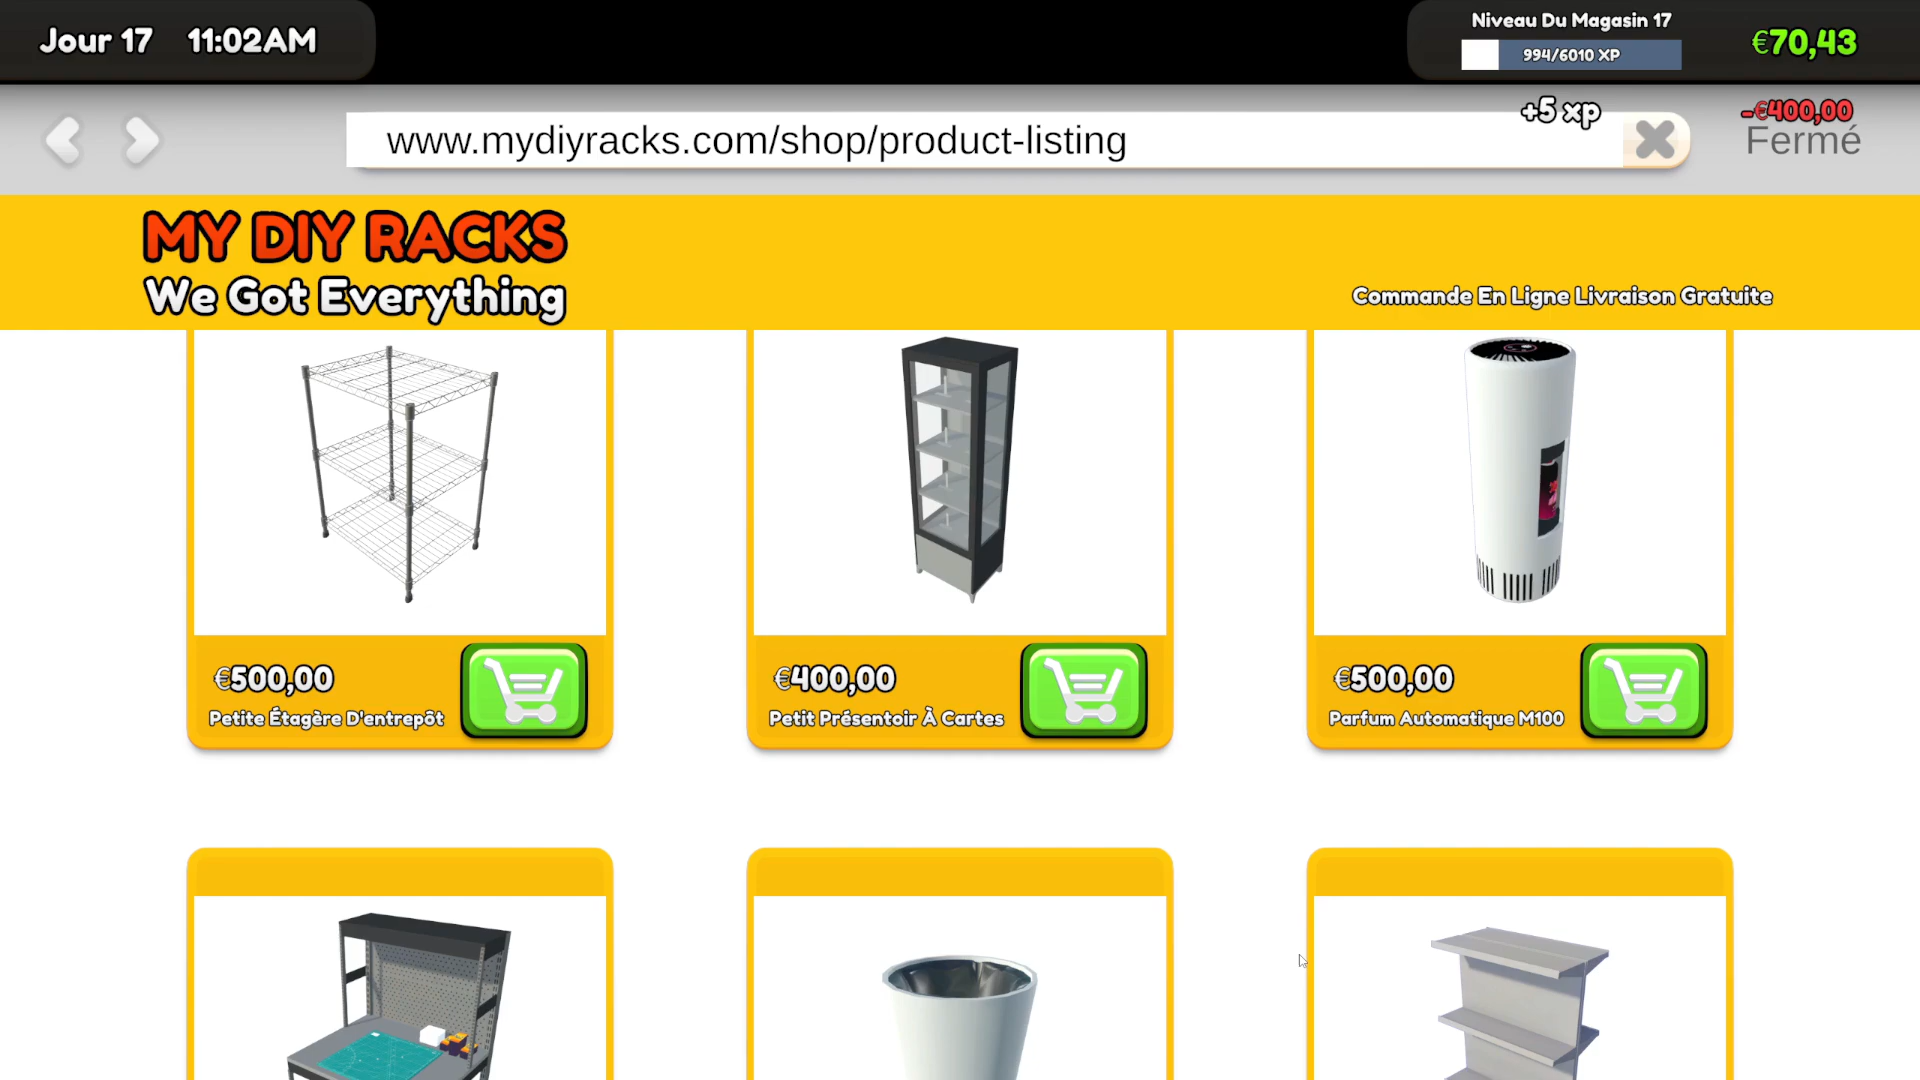 Jour 17
11:02AM
Niveau Du Magasin 17
994/6010 XP
€70,43
+5 xp
-€400,00
www.mydiyracks.com/shop/product-listing
Fermé
MY DIY RACKS
We Got Everything
Commande En Ligne Livraison Gratuite
€500,00
Petite Étagère D'entrepôt
€400,00
Petit Présentoir À Cartes
€500,00
Parfum Automatique M100